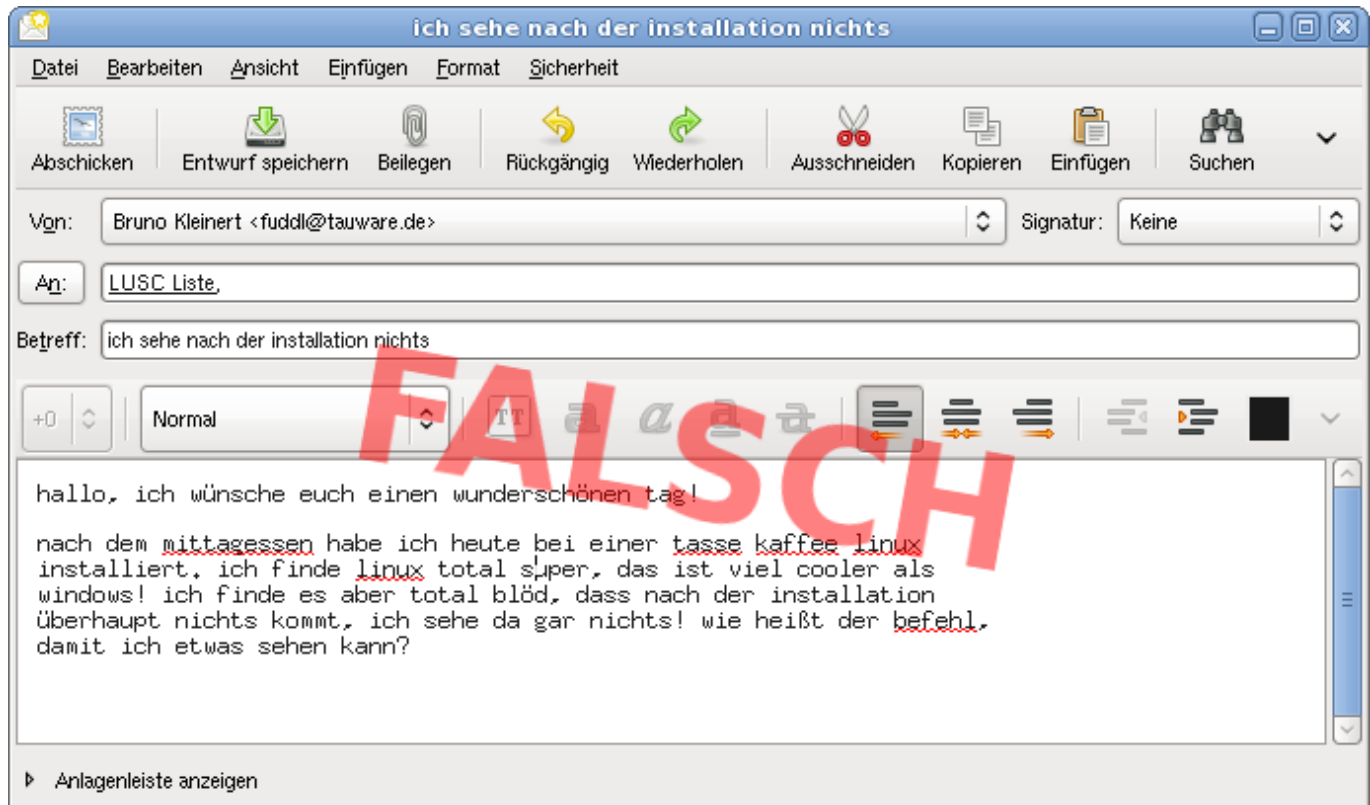 ich sehe nach der installation nichts
Datei Bearbeiten Ansicht Einfügen Format Sicherheit
Abschicken Entwurf speichern Beilegen Rückgängig Wiederholen Ausschneiden Kopieren Einfügen Suchen
Von: Bruno Kleinert <fuddl@tauware.de> Signatur: Keine
An: LUSC Liste,
Betreff: ich sehe nach der installation nichts
+0 Normal TT a a a a
FALSCH
hallo, ich wünsche euch einen wunderschönen tag!
nach dem mittagessen habe ich heute bei einer tasse kaffee linux
installiert. ich finde linux total super, das ist viel cooler als
windows! ich finde es aber total blöd, dass nach der installation
überhaupt nichts kommt, ich sehe da gar nichts! wie heißt der befehl,
damit ich etwas sehen kann?
Anlagenleiste anzeigen